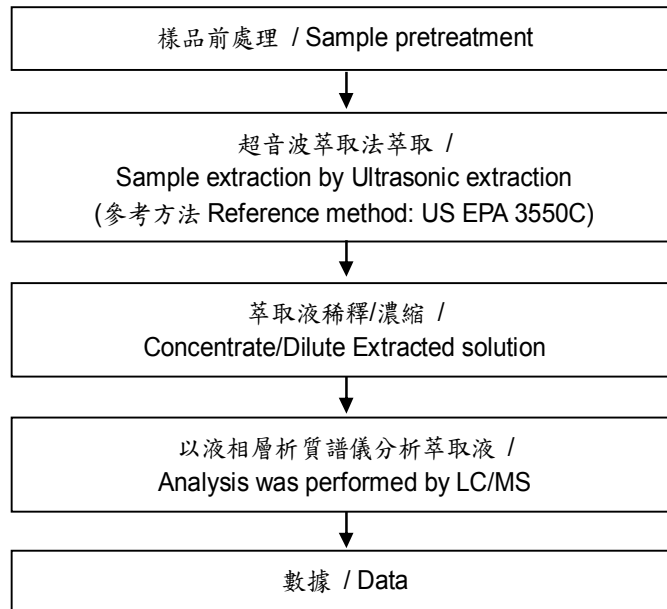 樣品前處理 / Sample pretreatment
超音波萃取法萃取 /
Sample extraction by Ultrasonic extraction
(參考方法 Reference method: US EPA 3550C)
萃取液稀釋/濃縮 /
Concentrate/Dilute Extracted solution
以液相層析質譜儀分析萃取液 /
Analysis was performed by LC/MS
數據 / Data